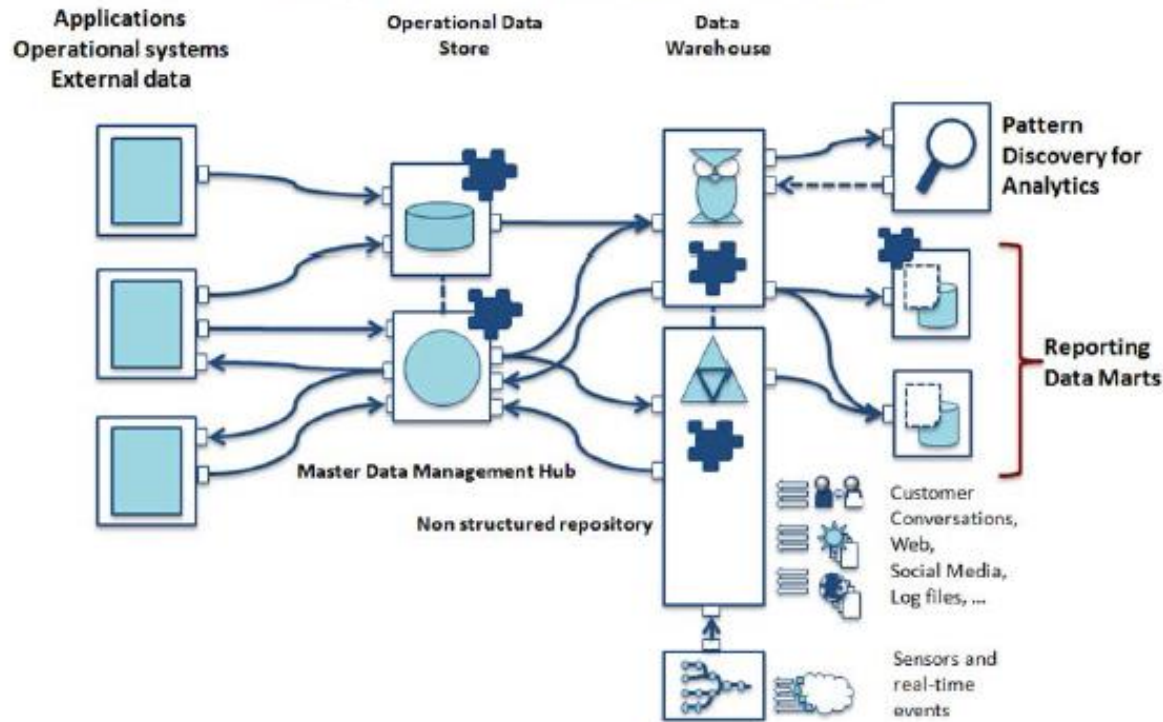 Applications
Operational systems
External data
Operational Data
Store
Data
Warehouse
Pattern
Discovery for
Analytics
Reporting
Data Marts
Master Data Management Hub
Non structured repository
Customer
Conversations,
Web,
Social Media,
Log files, ...
Sensors and
real-time
events